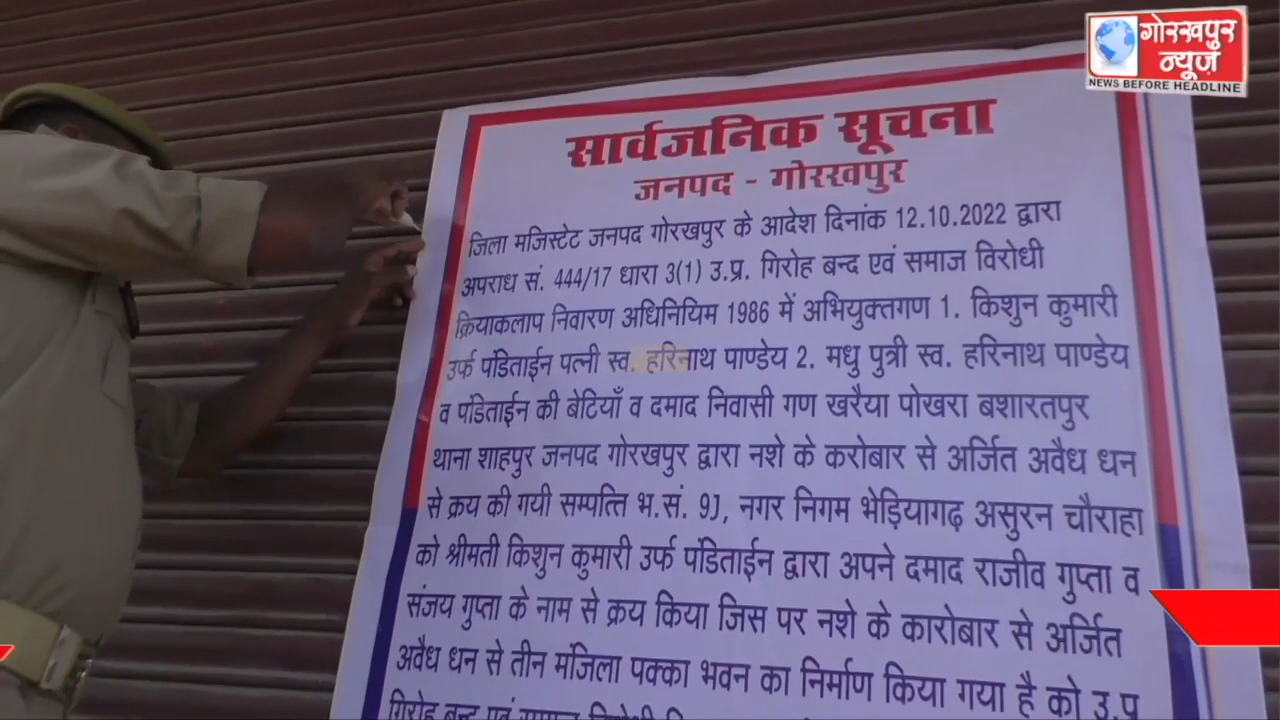 गोरखपुर
न्यूज़
NEWS BEFORE HEADLINE
सार्वजनिक सूचना
जनपद - गोरखपुर
जिला मजिस्टेट जनपद गोरखपुर के आदेश दिनांक 12.10.2022 द्वारा
अपराध सं. 444/17 धारा 3(1) उ.प्र. गिरोह बन्द एवं समाज विरोधी
क्रियाकलाप निवारण अधिनियिम 1986 में अभियुक्तगण 1. किशुन कुमारी
उर्फ पंडिताईन पत्नी स्व. हरिनाथ पाण्डेय 2. मधु पुत्री स्व. हरिनाथ पाण्डेय
व पंडिताईन की बेटियाँ व दमाद निवासी गण खरैया पोखरा बशारतपुर
थाना शाहपुर जनपद गोरखपुर द्वारा नशे के करोबार से अर्जित अवैध धन
से क्रय की गयी सम्पत्ति भ.सं. 9J, नगर निगम भेड़ियागढ़ असुरन चौराहा
को श्रीमती किशुन कुमारी उर्फ पंडिताईन द्वारा अपने दमाद राजीव गुप्ता व
संजय गुप्ता के नाम से क्रय किया जिस पर नशे के कारोबार से अर्जित
अवैध धन से तीन मंजिला पक्का भवन का निर्माण किया गया है को उ.प्र
गिरोह बन्द एवं समाज विरोधी